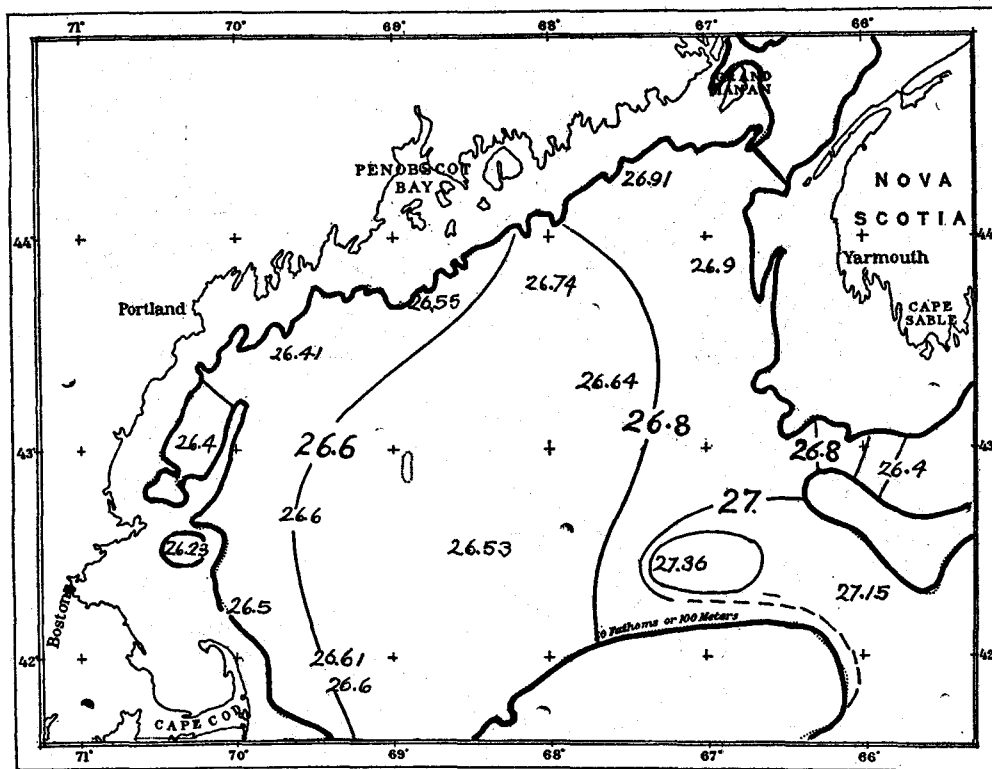 71° 70° 69° 68° 67° 66°
GRAND
MANAN
PENOBSCOT
BAY
26.91
NOVA
SCOTIA
44° 44
26.9
Yarmouth
26.74
26.55
Portland
CAPE
SABLE
26.41
26.64
26.8
26.6
26.4
43° 43
26.8
26.4
27.
26.6
26.23
26.53
27.36
27.15
26.5
Boston
Fathoms or 100 Meters
42° 42
26.61
26.6
CAPE COD
71° 70° 69° 68° 67° 66°